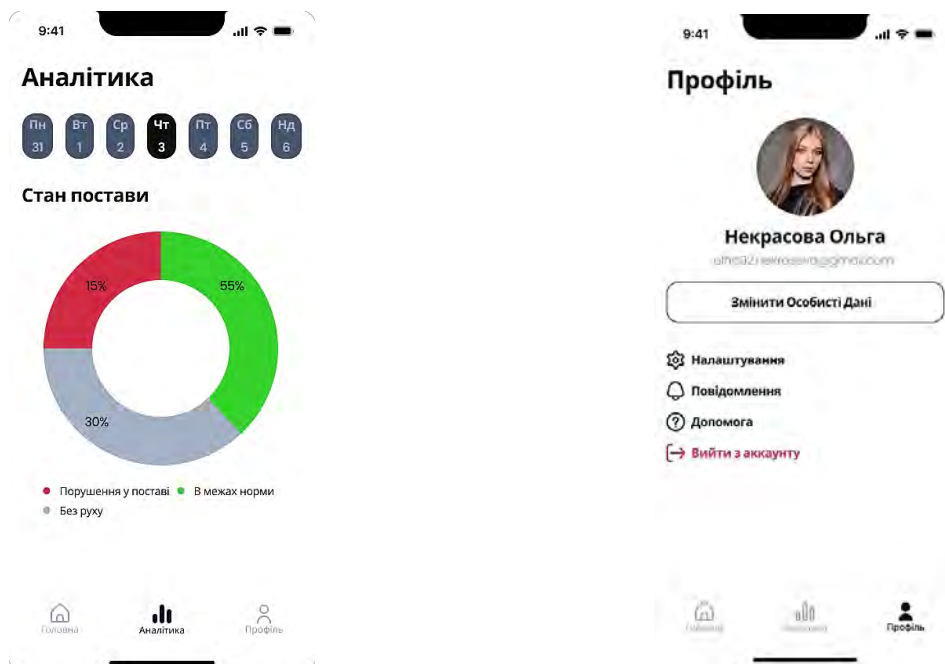 9:41
Аналітика
Пн Вт Ср Чт Пт Сб Нд
31 1 2 3 4 5 6
Стан постави
15% 55%
30%
Порушення у поставі В межах норми
Без руху
Головна Аналітика Профіль
9:41
Профіль
Некрасова Ольга
Змінити Особисті Дані
Налаштування
Повідомлення
Допомога
Вийти з аккаунту
Профіль